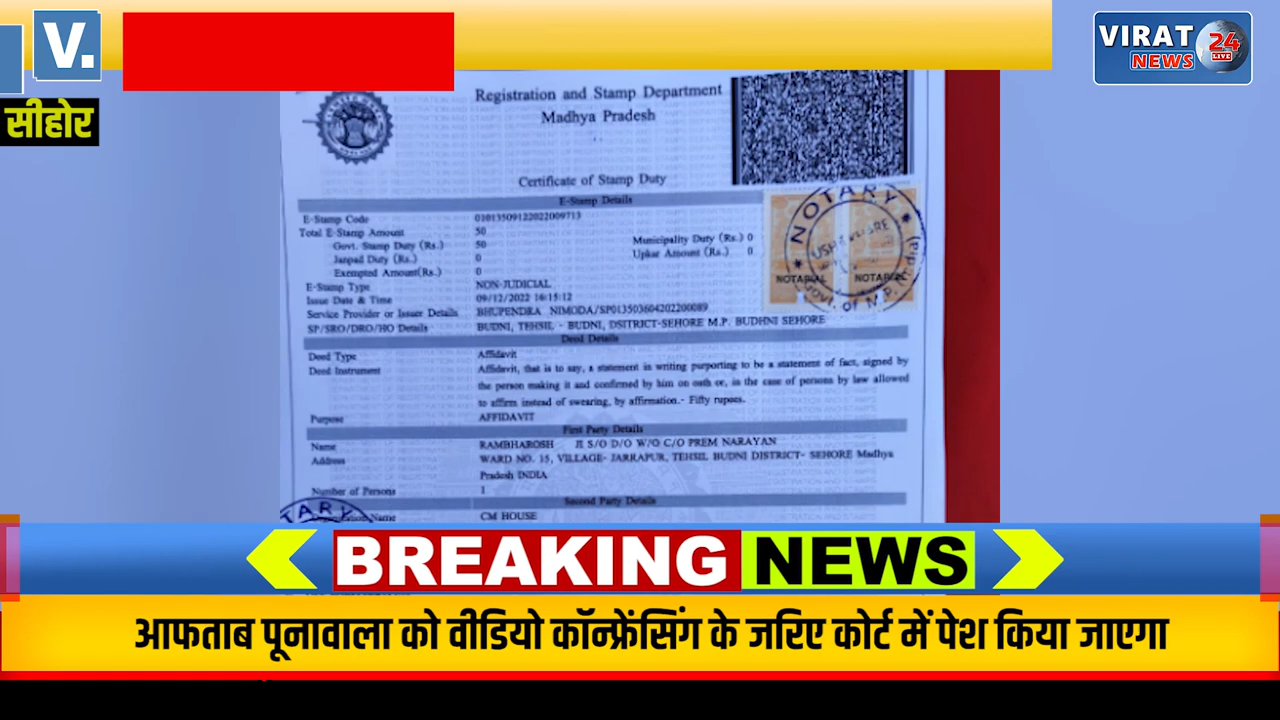 V.
VIRAT
NEWS
24
LIVE
सीहोर
Registration and Stamp Department
Madhya Pradesh
Certificate of Stamp Duty
E-Stamp Details
E-Stamp Code 01013509122022009713
Total E-Stamp Amount 50
Govt. Stamp Duty (Rs.) 50 Municipality Duty (Rs.) 0
Janpad Duty (Rs.) 0 Upkar Amount (Rs.) 0
Exempted Amount(Rs.) 0
E-Stamp Type NON-JUDICIAL
Issue Date & Time 09/12/2022 16:15:12
Service Provider or Issuer Details BHUPENDRA NIMODA/SP013503604202200089
SP/SRO/DRO/HO Details BUDNI, TEHSIL - BUDNI, DSITRICT-SEHORE M.P. BUDHNI SEHORE
NOTARY
NOTARIAL NOTARIAL
Govt. of M.P. (India)
Deed Details
Deed Type Affidavit
Deed Instrument Affidavit, that is to say, a statement in writing purporting to be a statement of fact, signed by
the person making it and confirmed by him on oath or, in the case of persons by law allowed
to affirm instead of swearing, by affirmation.- Fifty rupees.
Purpose AFFIDAVIT
First Party Details
Name RAMBHAROSH JI S/O D/O W/O C/O PREM NARAYAN
Address WARD NO. 15, VILLAGE- JARRAPUR, TEHSIL BUDNI DISTRICT- SEHORE Madhya
Pradesh INDIA
Number of Persons 1
Second Party Details
Name CM HOUSE
BREAKING NEWS
आफताब पूनावाला को वीडियो कॉन्फ्रेंसिंग के जरिए कोर्ट में पेश किया जाएगा